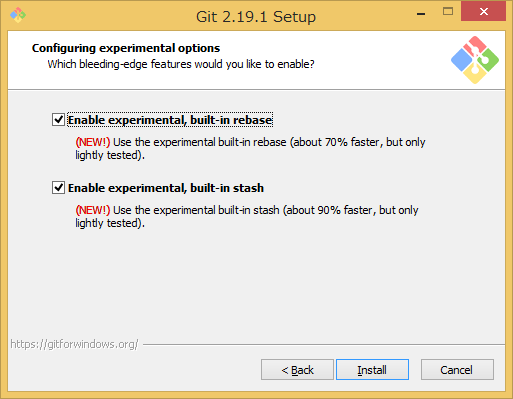 Git 2.19.1 Setup
Configuring experimental options
Which bleeding-edge features would you like to enable?
Enable experimental, built-in rebase
(NEW!) Use the experimental built-in rebase (about 70% faster, but only
lightly tested).
Enable experimental, built-in stash
(NEW!) Use the experimental built-in stash (about 90% faster, but only
lightly tested).
https://gitforwindows.org/
< Back
Install
Cancel